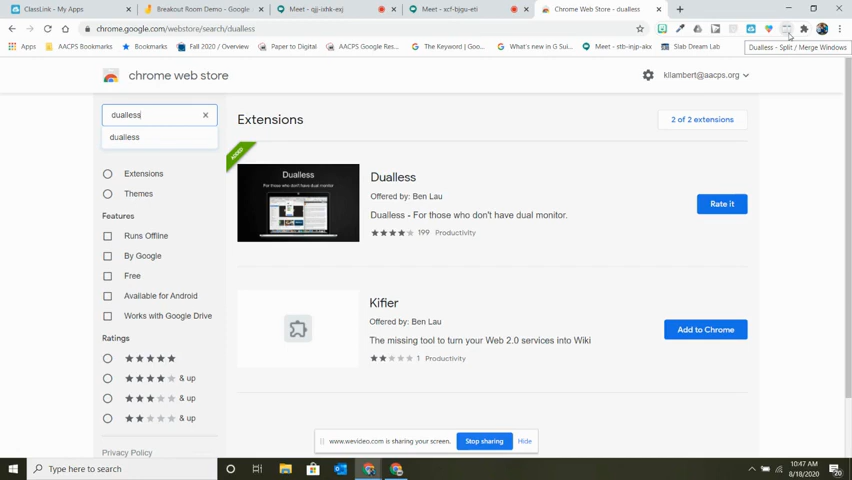 ClassLink - My Apps
Breakout Room Demo - Google
Meet - qjj-ixhk-exj
Meet - xcf-bjgu-eti
Chrome Web Store - dualless
chrome.google.com/webstore/search/dualless
Apps
AACPS Bookmarks
Bookmarks
Fall 2020 / Overview
Paper to Digital
AACPS Google Res...
The Keyword | Goo...
What's new in G Sui...
Meet - stb-injp-akx
Slab Dream Lab
Dualless - Split / Merge Windows
chrome web store
kllambert@aacps.org
dualless
dualless
Extensions
Themes
Features
Runs Offline
By Google
Free
Available for Android
Works with Google Drive
Ratings
& up
& up
& up
Privacy Policy
Extensions
2 of 2 extensions
ADDED
Dualless
For those who don't have dual monitor
Dualless
Offered by: Ben Lau
Dualless - For those who don't have dual monitor.
199 Productivity
Rate it
Kifier
Offered by: Ben Lau
The missing tool to turn your Web 2.0 services into Wiki
1 Productivity
Add to Chrome
www.wevideo.com is sharing your screen.
Stop sharing
Hide
Type here to search
10:47 AM
8/18/2020
20